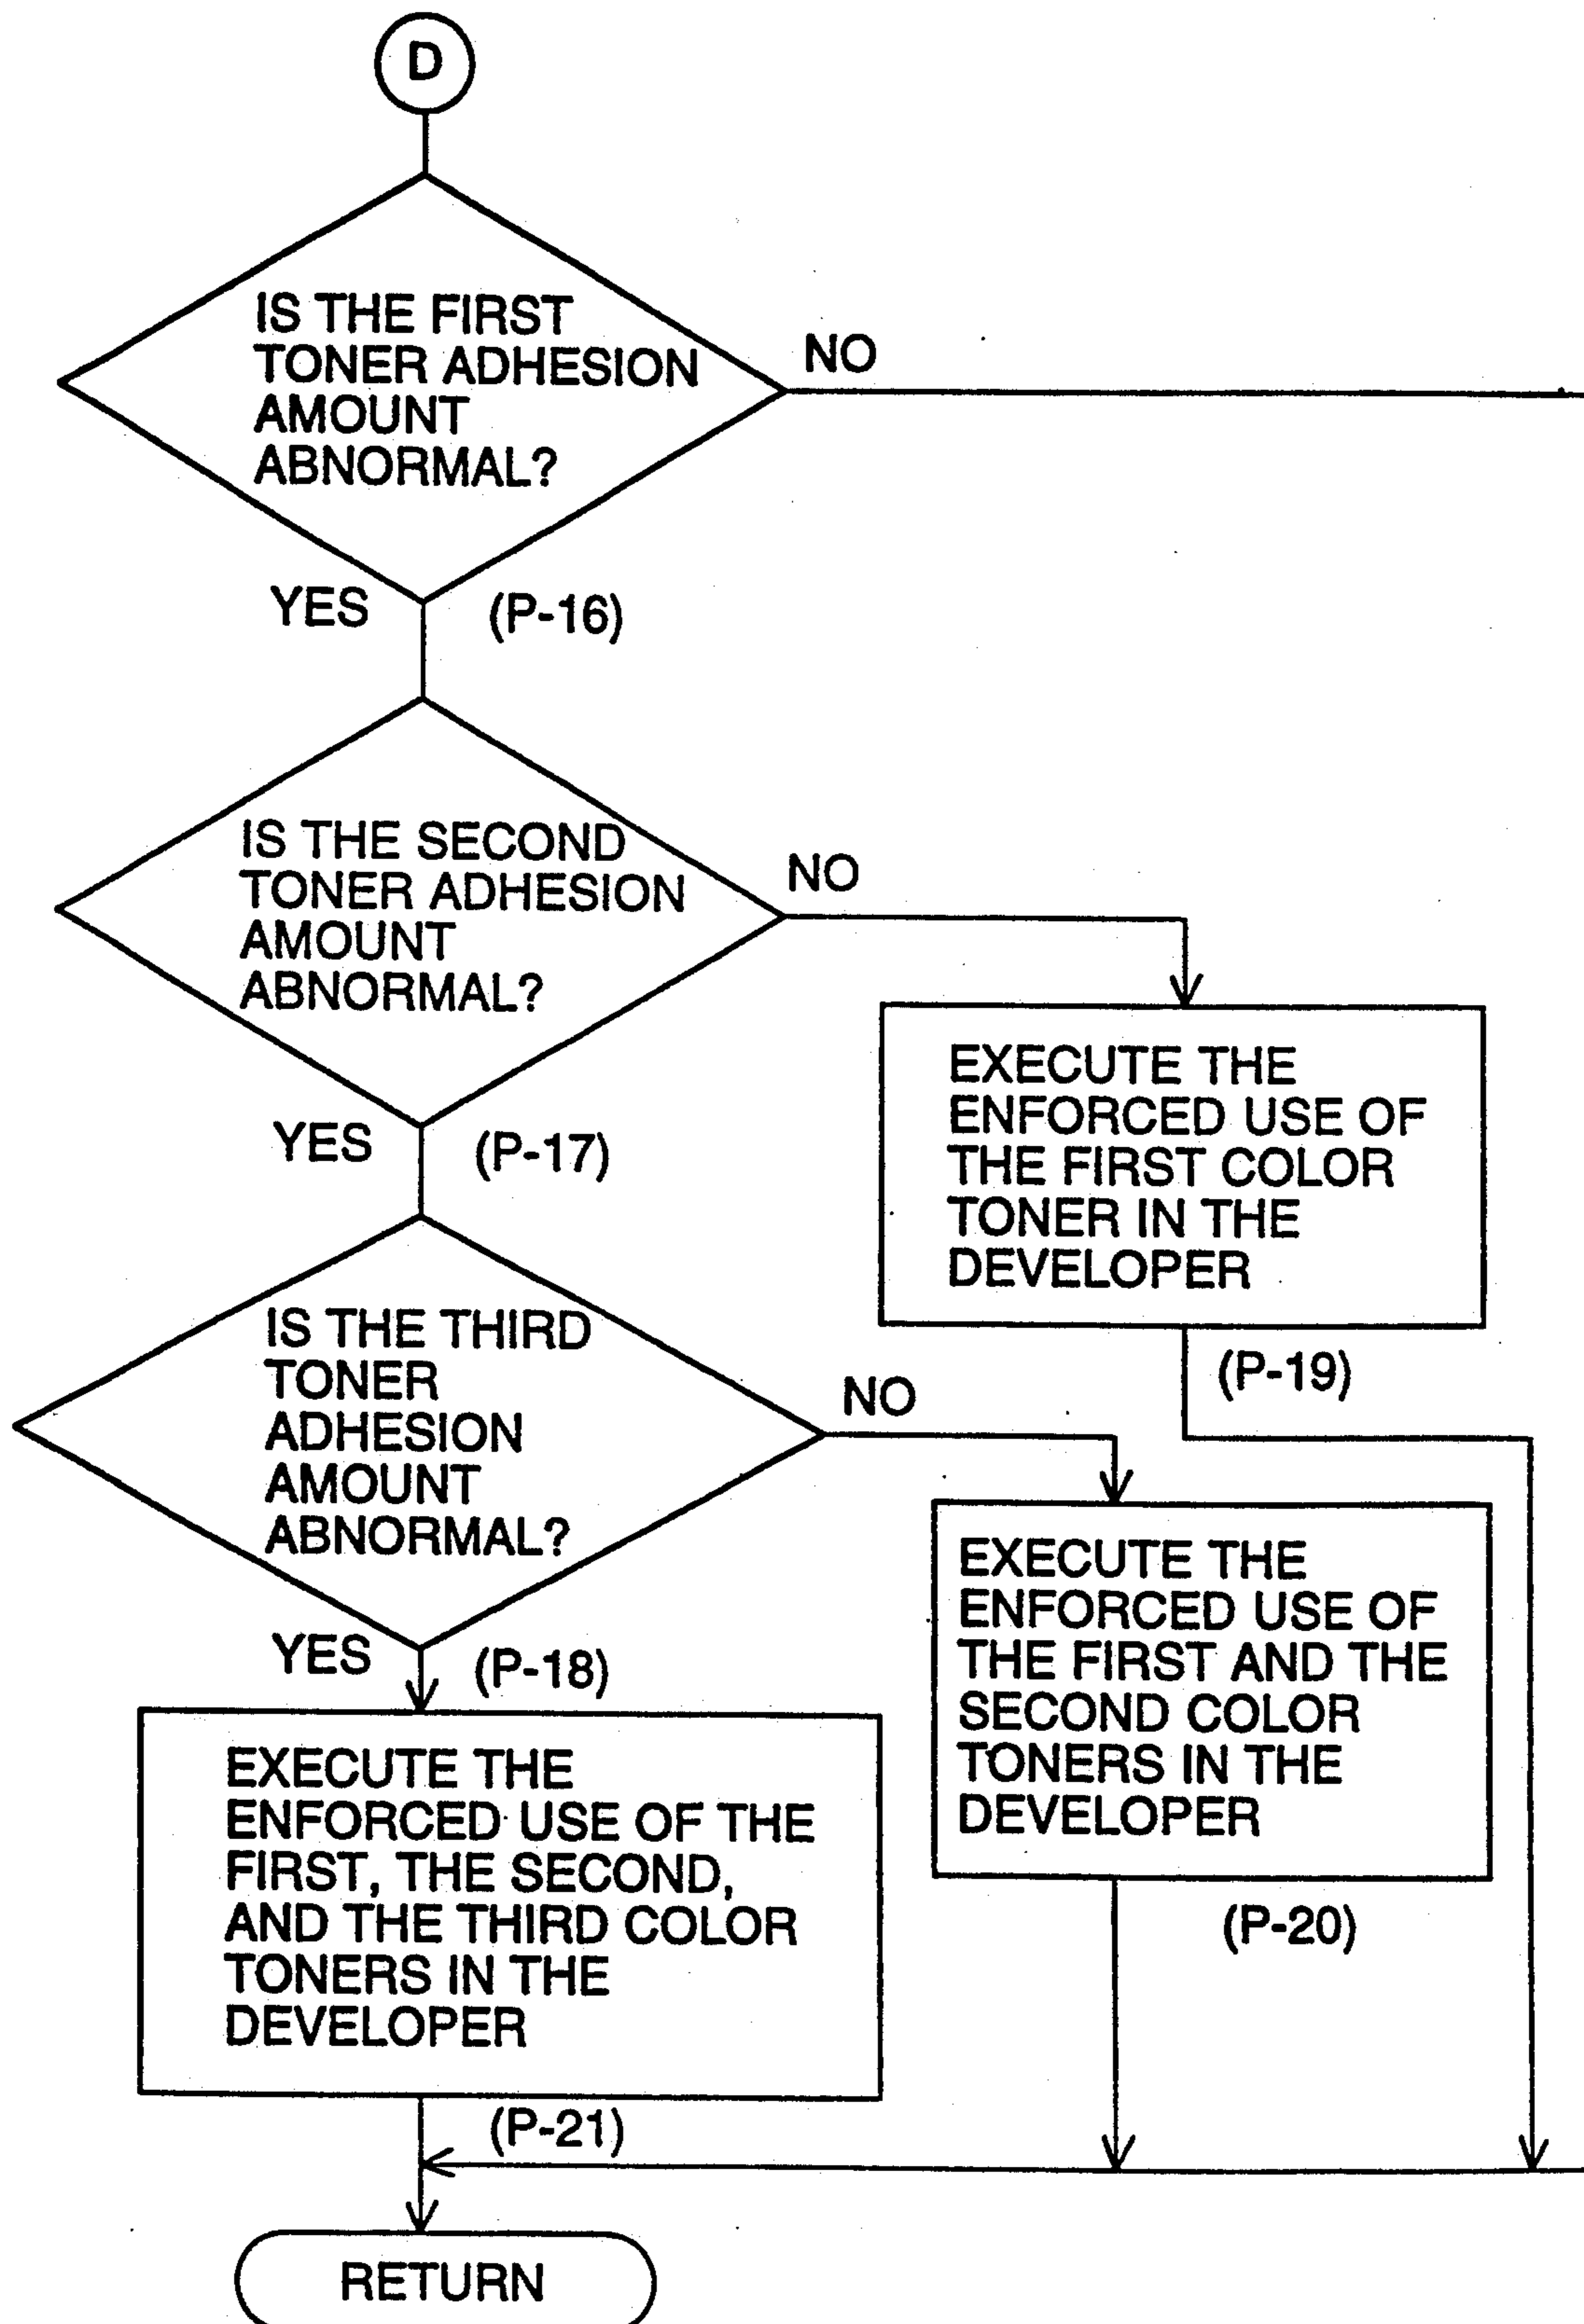 D
IS THE FIRST
TONER ADHESION
AMOUNT
ABNORMAL?
NO
YES
(P-16)
IS THE SECOND
TONER ADHESION
AMOUNT
ABNORMAL?
NO
YES
(P-17)
EXECUTE THE
ENFORCED USE OF
THE FIRST COLOR
TONER IN THE
DEVELOPER
(P-19)
IS THE THIRD
TONER
ADHESION
AMOUNT
ABNORMAL?
NO
YES
(P-18)
EXECUTE THE
ENFORCED USE OF
THE FIRST AND THE
SECOND COLOR
TONERS IN THE
DEVELOPER
(P-20)
EXECUTE THE
ENFORCED USE OF THE
FIRST, THE SECOND,
AND THE THIRD COLOR
TONERS IN THE
DEVELOPER
(P-21)
RETURN